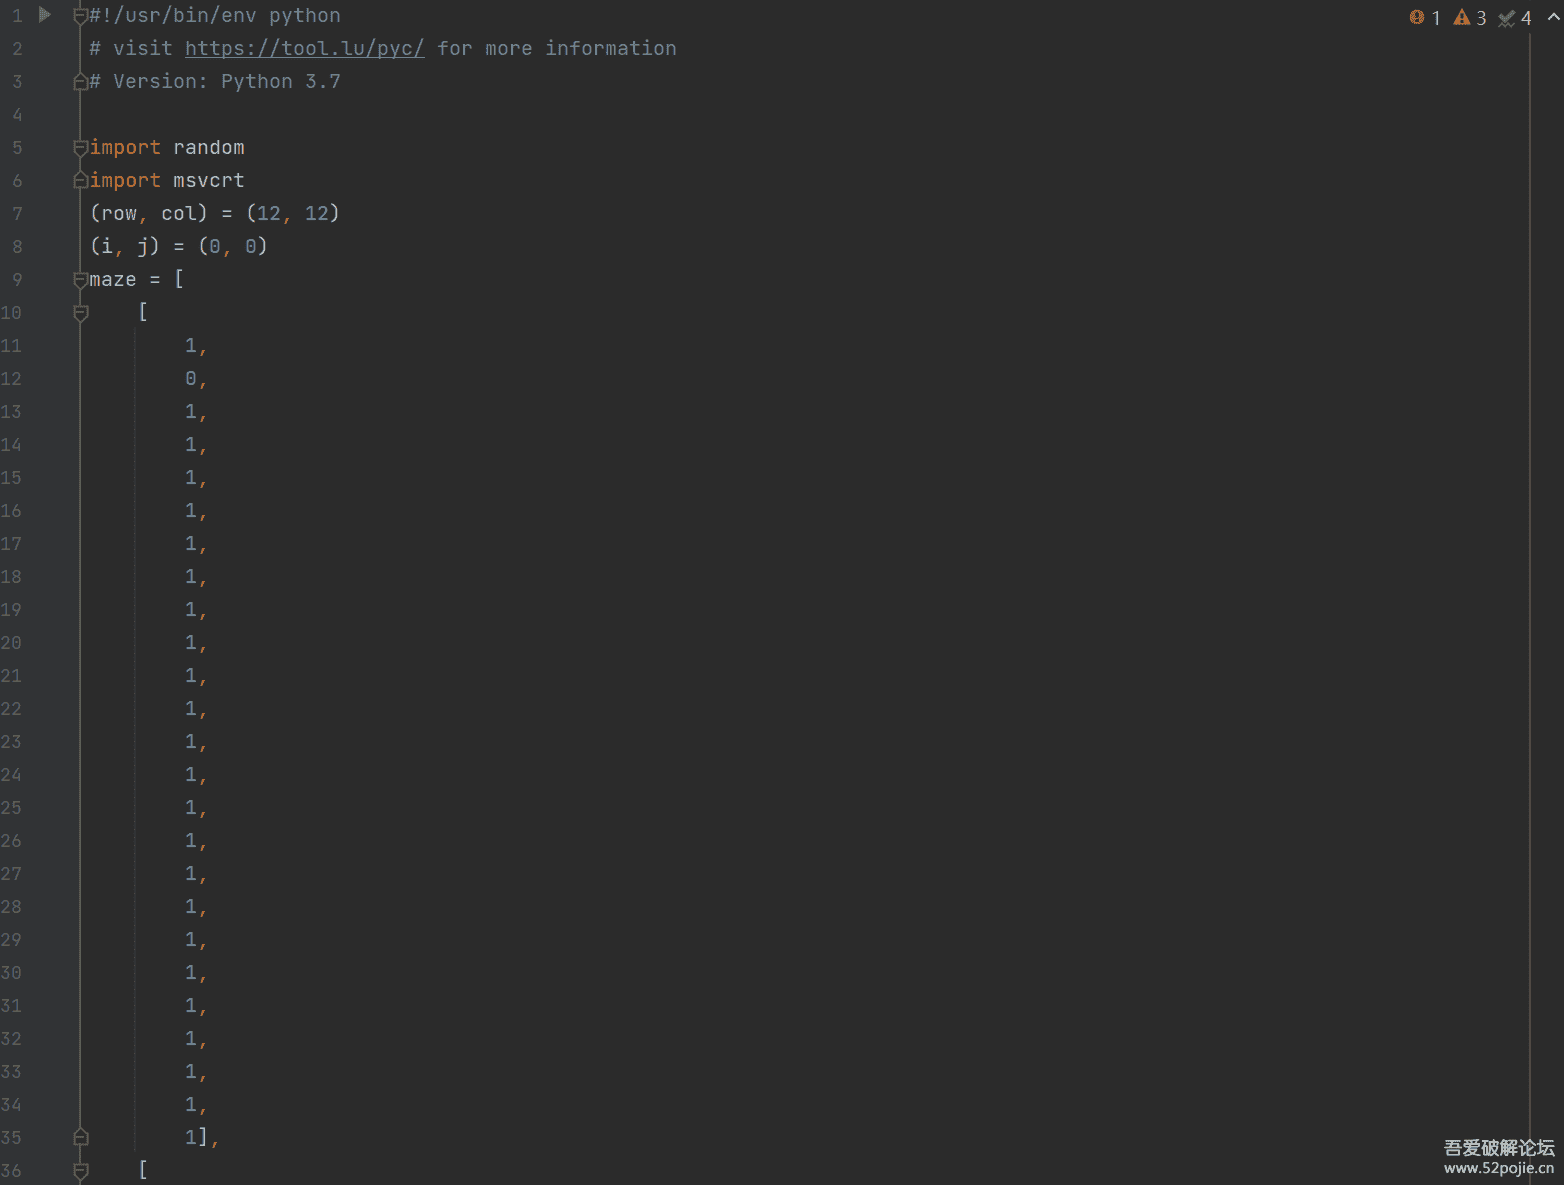 1 #!/usr/bin/env python 1 3 4
2 # visit https://tool.lu/pyc/ for more information
3 # Version: Python 3.7
4
5 import random
6 import msvcrt
7 (row, col) = (12, 12)
8 (i, j) = (0, 0)
9 maze = [
10 [
11 1,
12 0,
13 1,
14 1,
15 1,
16 1,
17 1,
18 1,
19 1,
20 1,
21 1,
22 1,
23 1,
24 1,
25 1,
26 1,
27 1,
28 1,
29 1,
30 1,
31 1,
32 1,
33 1,
34 1,
35 1],
36 [
吾爱破解论坛
www.52pojie.cn